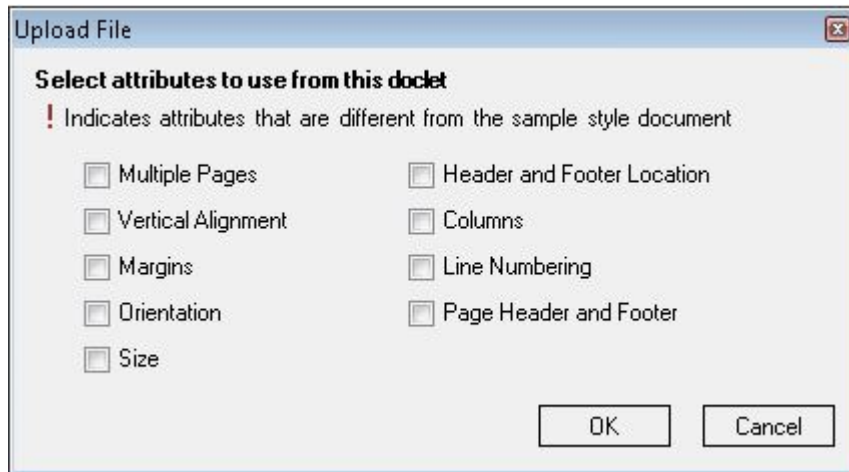 Upload File
Select attributes to use from this doclet
! Indicates attributes that are different from the sample style document
Multiple Pages
Vertical Alignment
Margins
Orientation
Size
Header and Footer Location
Columns
Line Numbering
Page Header and Footer
OK
Cancel